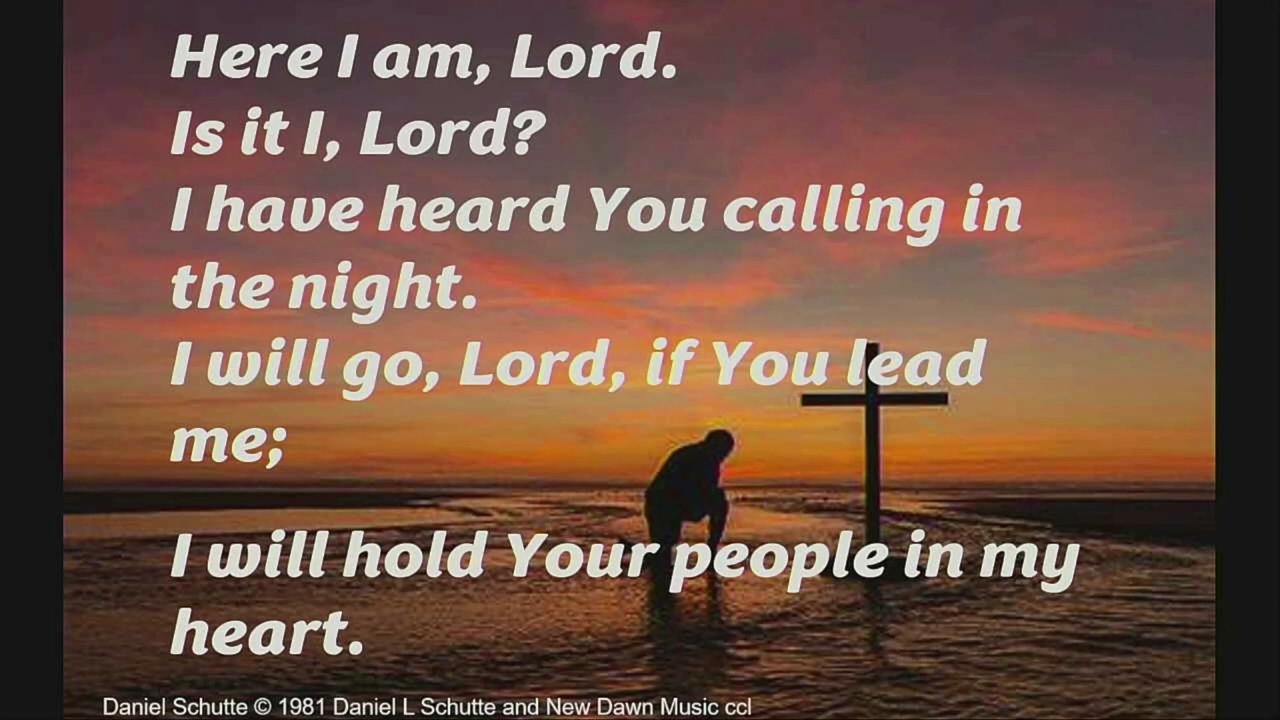 Here I am, Lord.
Is it I, Lord?
I have heard You calling in
the night.
I will go, Lord, if You lead
me;
I will hold Your people in my
heart.
Daniel Schutte © 1981 Daniel L Schutte and New Dawn Music ccl